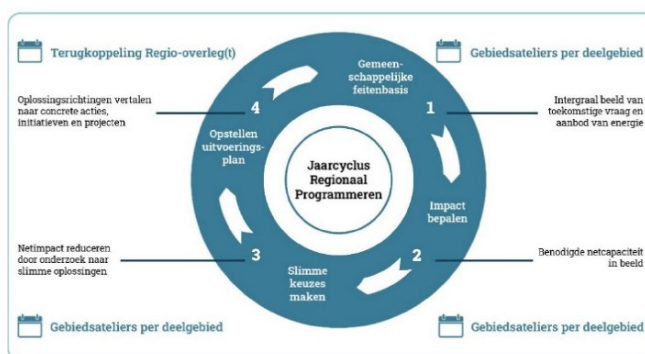 Terugkoppeling Regio-overleg(t)
Gebiedsateliers per deelgebied
Gemeen-
schappelijke
feitenbasis
Oplossingsrichtingen vertalen
naar concrete acties,
initiatieven en projecten
4
1
Intergraal beeld van
toekomstige vraag en
aanbod van energie
Opstellen
uitvoerings-
plan
Jaarcyclus
Regionaal
Programmeren
Impact
bepalen
Netimpact reduceren
door onderzoek naar
slimme oplossingen
3
2
Benodigde netcapaciteit
in beeld
Slimme
keuzes
maken
Gebiedsateliers per deelgebied
Gebiedsateliers per deelgebied